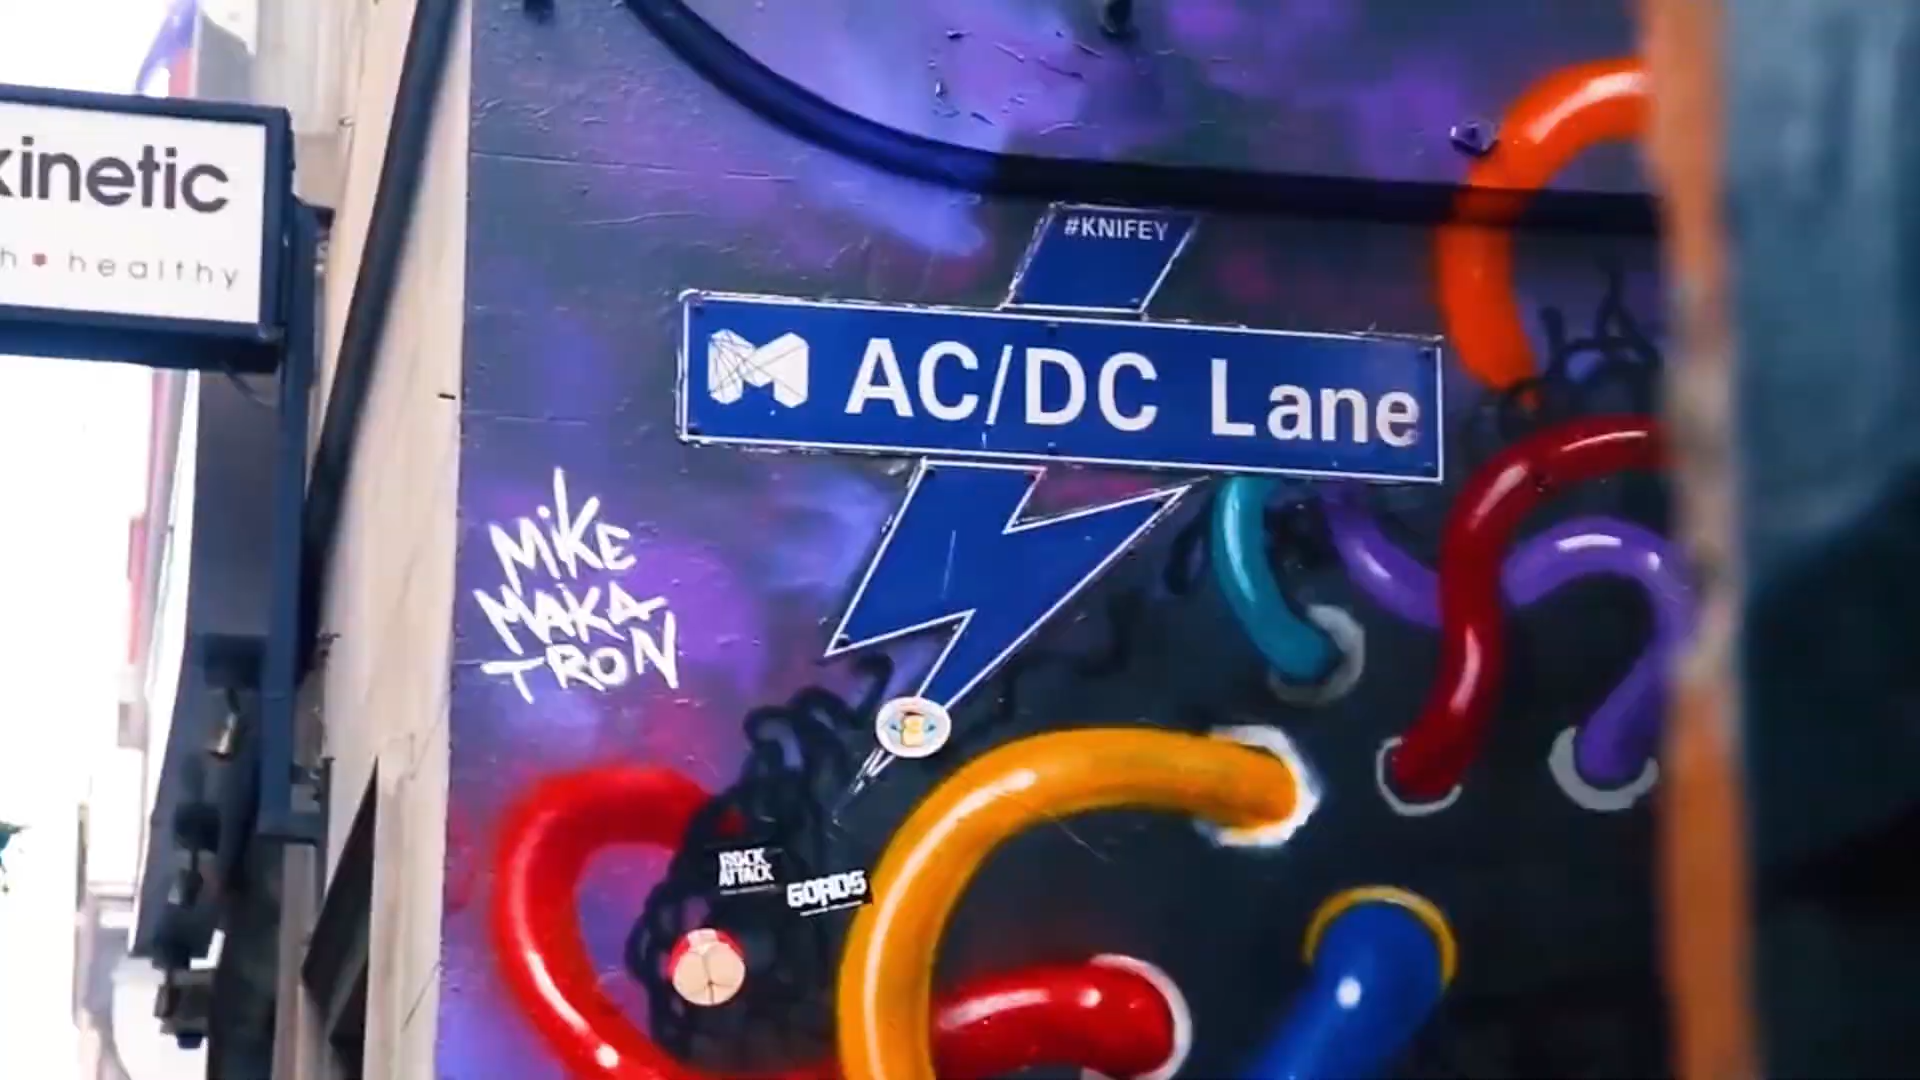 kinetic
h • healthy
#KNIFEY
AC/DC Lane
MiKE
MAKA
TRON
ROCK
ATTACK
GORDS